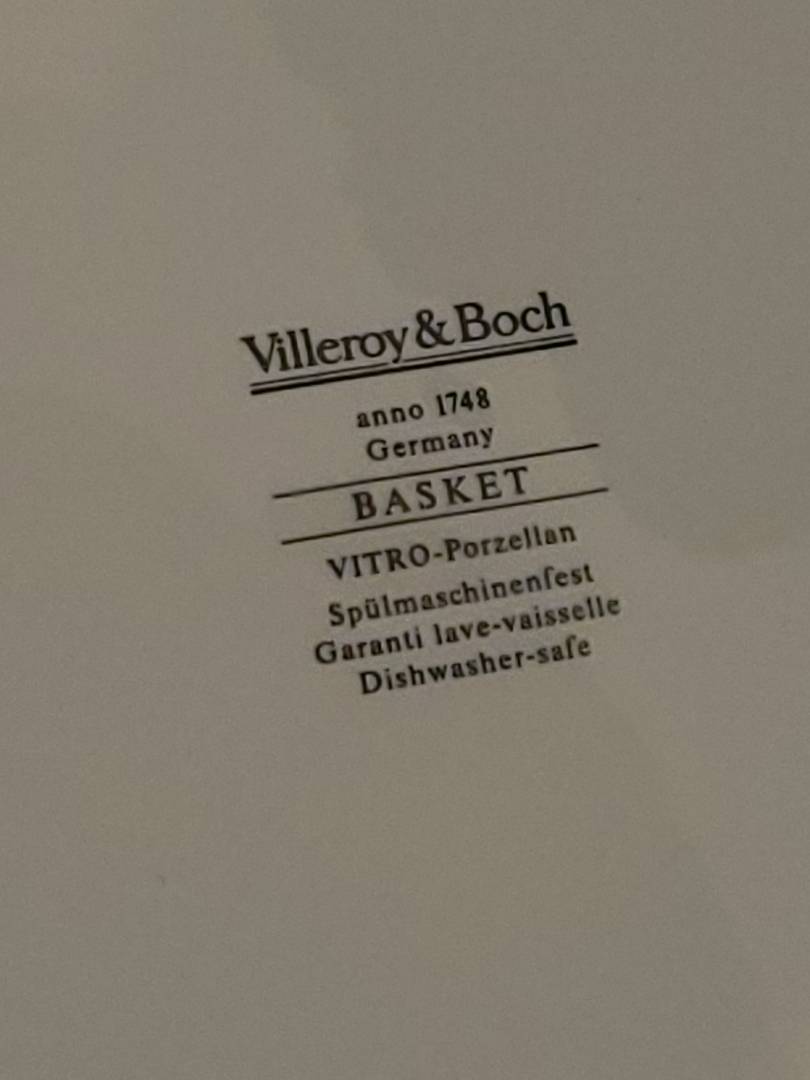 Villeroy & Boch
anno 1748
Germany
BASKET
VITRO-Porzellan
Spülmaschinenfest
Garanti lave-vaisselle
Dishwasher-safe